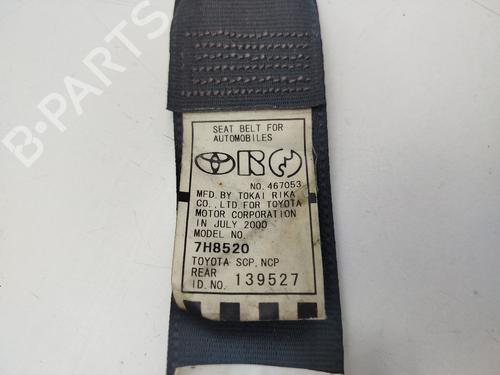 SEAT BELT FOR
AUTOMOBILES
NO. 467053
MFD. BY TOKAI RIKA
CO., LTD. FOR TOYOTA
MOTOR CORPORATION
IN JULY 2000
MODEL NO.
7H8520
TOYOTA SCP, NCP
REAR
ID. NO. 139527
B-PARTS